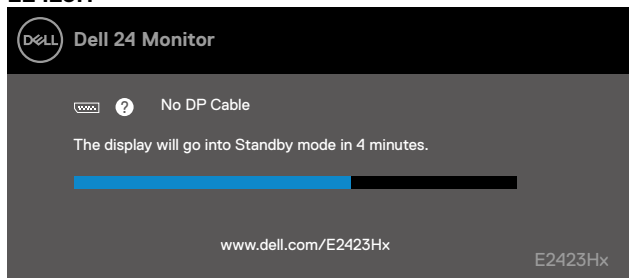 E2423H
DELL Dell 24 Monitor
? No DP Cable
The display will go into Standby mode in 4 minutes.
www.dell.com/E2423Hx
E2423Hx